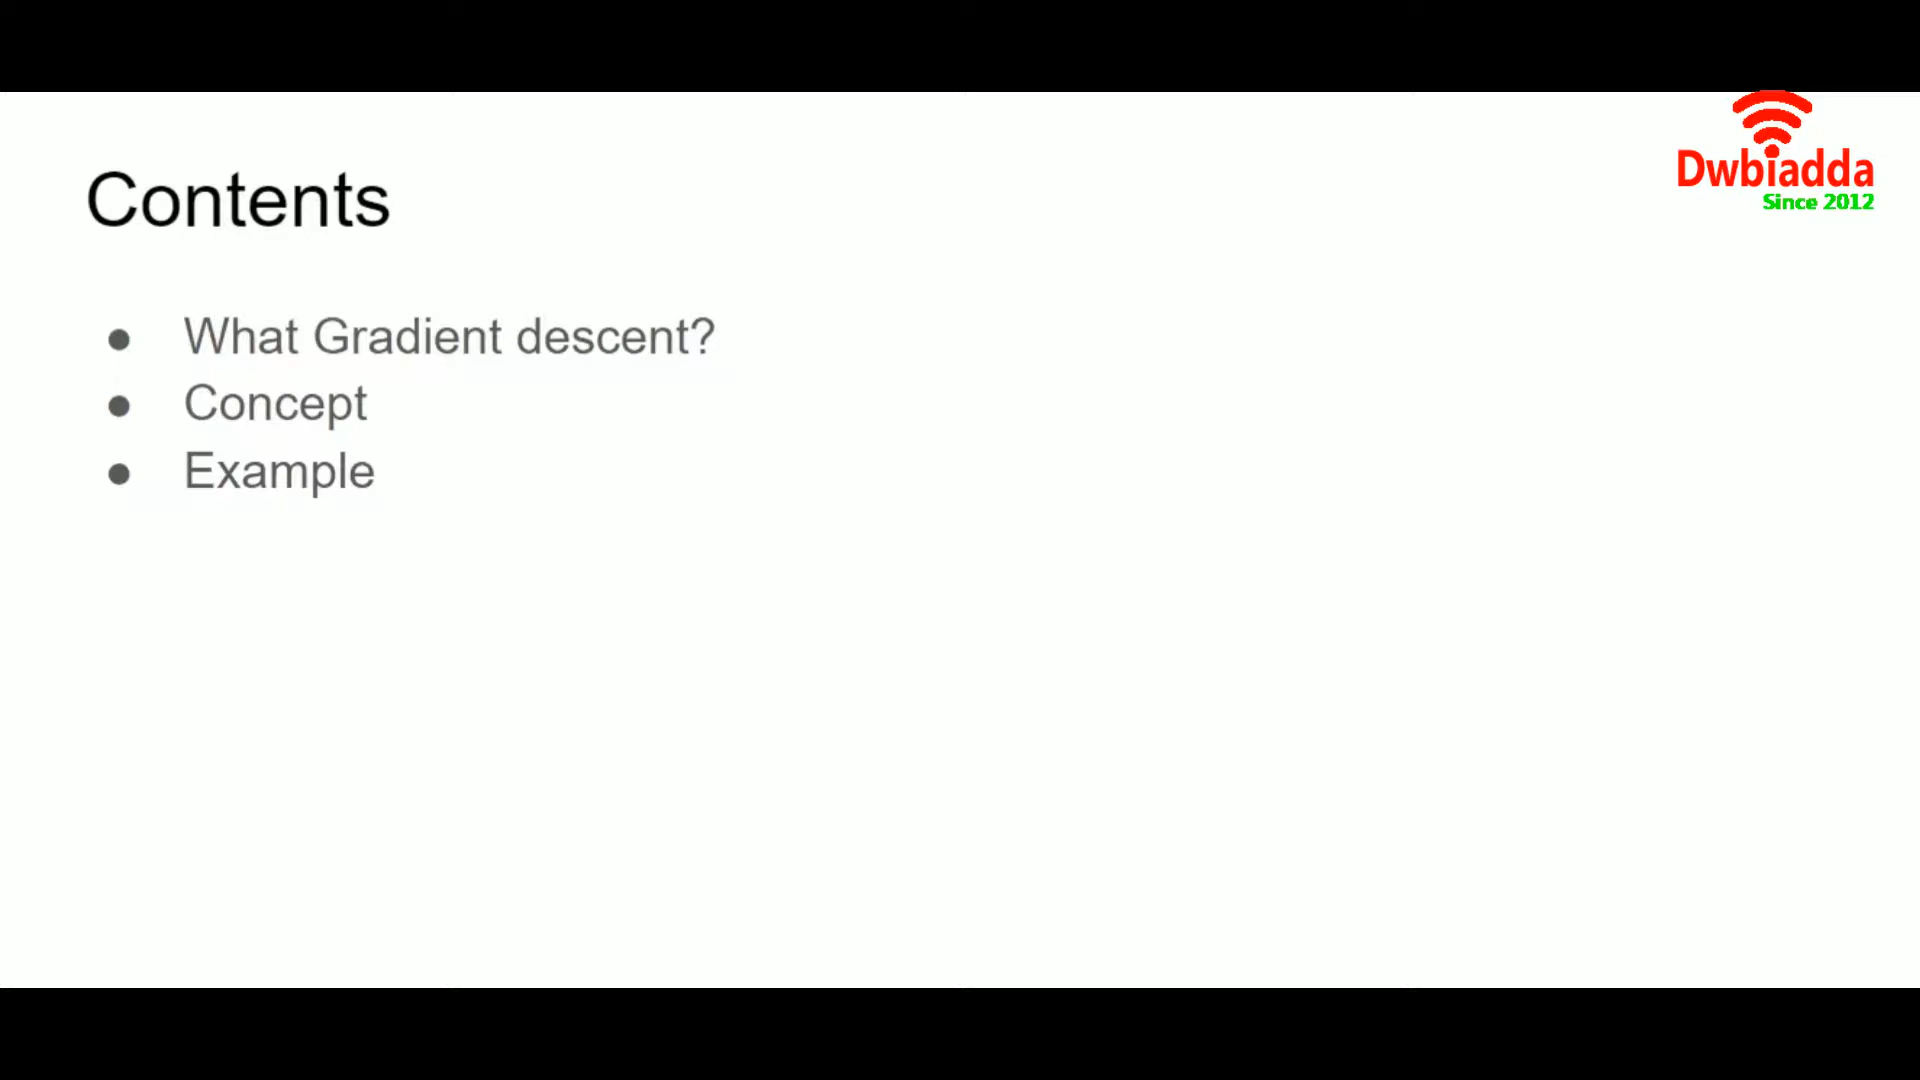 Dwbiadda
Since 2012
Contents
● What Gradient descent?
● Concept
● Example